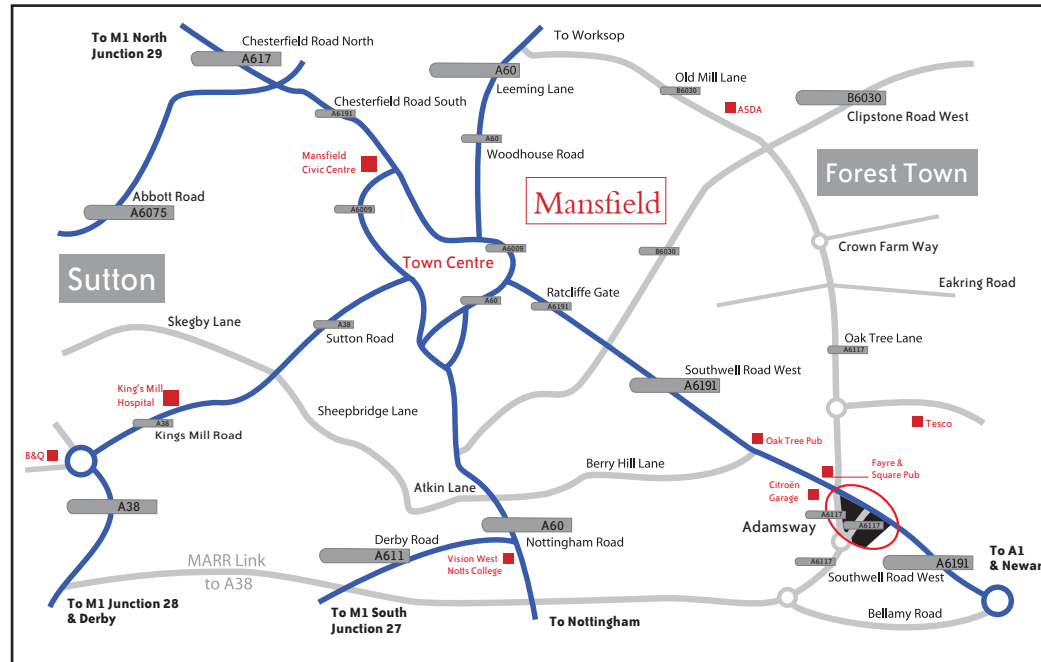 To M1 North
Junction 29
Chesterfield Road North
A617
To Worksop
A60
Leeming Lane
Old Mill Lane
B6030
ASDA
B6030
Clipstone Road West
Chesterfield Road South
A6191
A60
Woodhouse Road
Mansfield
Civic Centre
Mansfield
Forest Town
Abbott Road
A6075
A6009
A6009
Town Centre
B6030
Crown Farm Way
Sutton
Eakring Road
A60
Ratcliffe Gate
A6191
Skegby Lane
A38
Sutton Road
Oak Tree Lane
A6117
A6191
Southwell Road West
King's Mill
Hospital
Sheepbridge Lane
A38
Kings Mill Road
Tesco
Oak Tree Pub
B&Q
Berry Hill Lane
Fayre &
Square Pub
Citroën
Garage
Atkin Lane
A38
A60
Nottingham Road
Adamsway
A6117
A6117
Derby Road
A611
Vision West
Notts College
MARR Link
to A38
A6117
A6191
Southwell Road West
To A1
& Newar
To M1 Junction 28
& Derby
To M1 South
Junction 27
To Nottingham
Bellamy Road